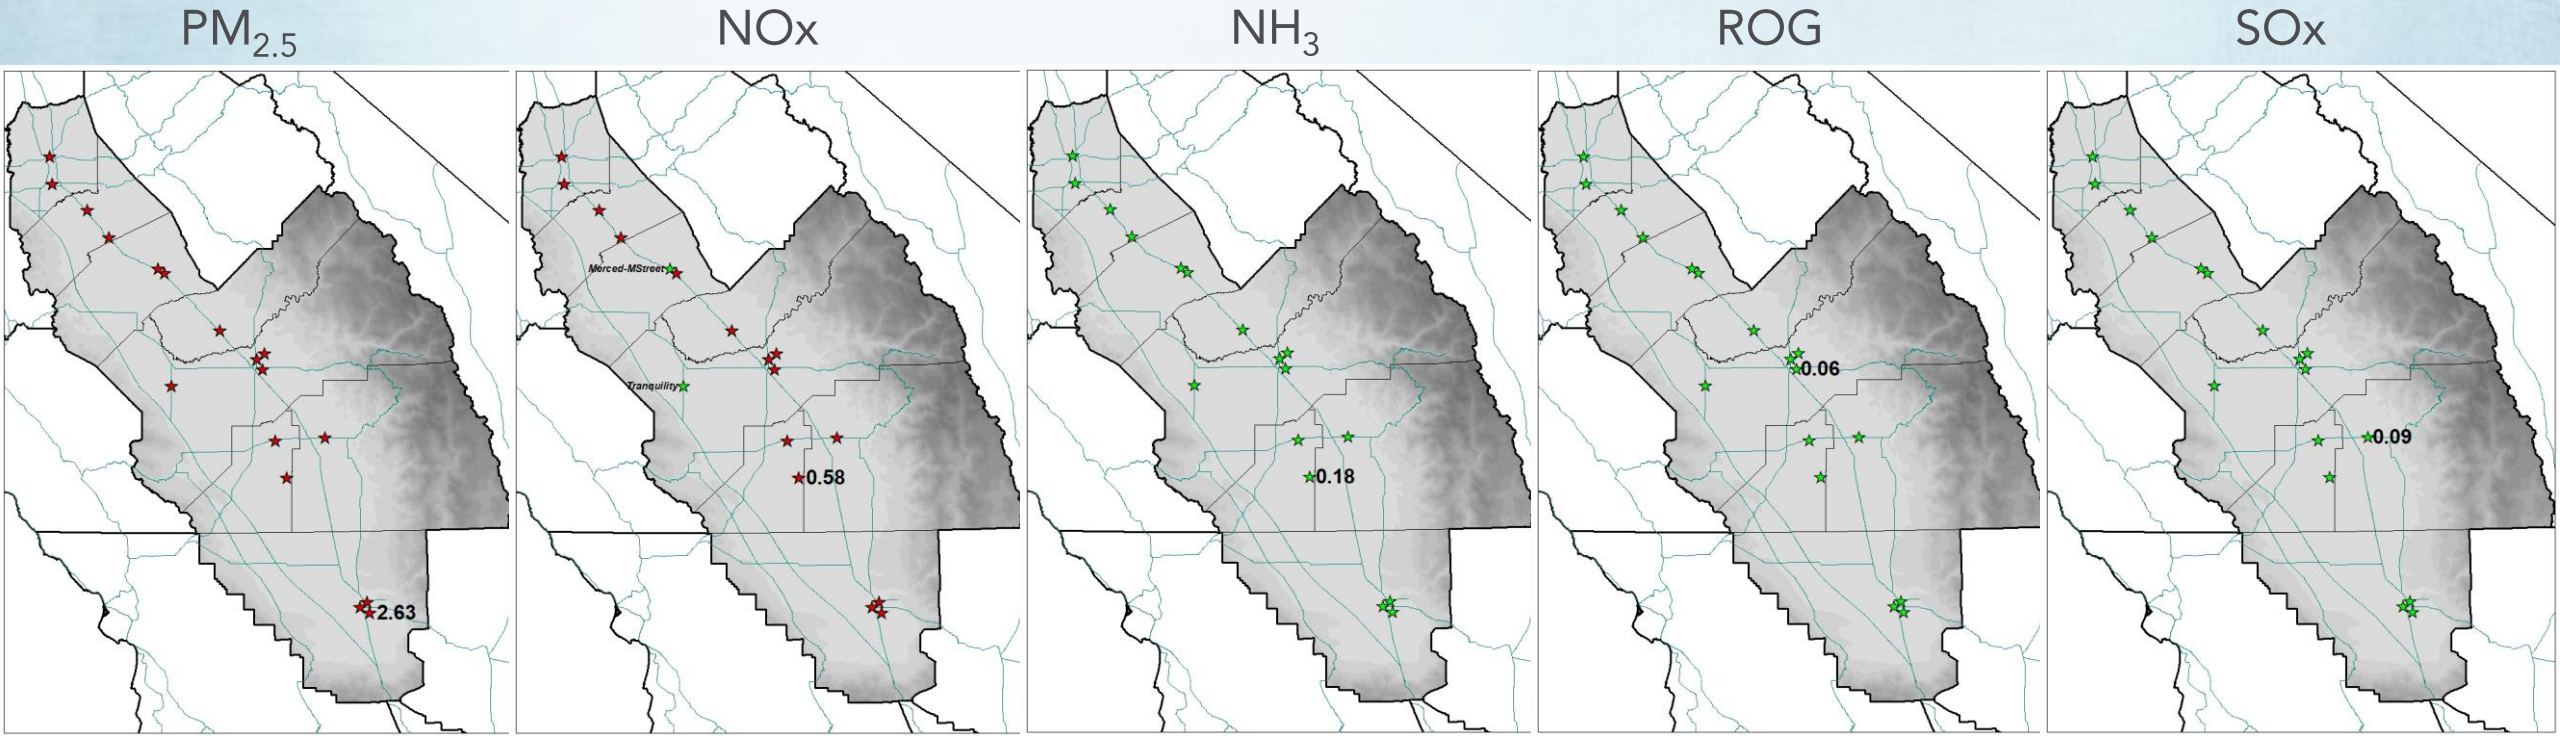 PM2.5
NOx
NH3
ROG
SOx
Merced-MStreet
Tranquility
0.06
0.09
0.58
0.18
2.63